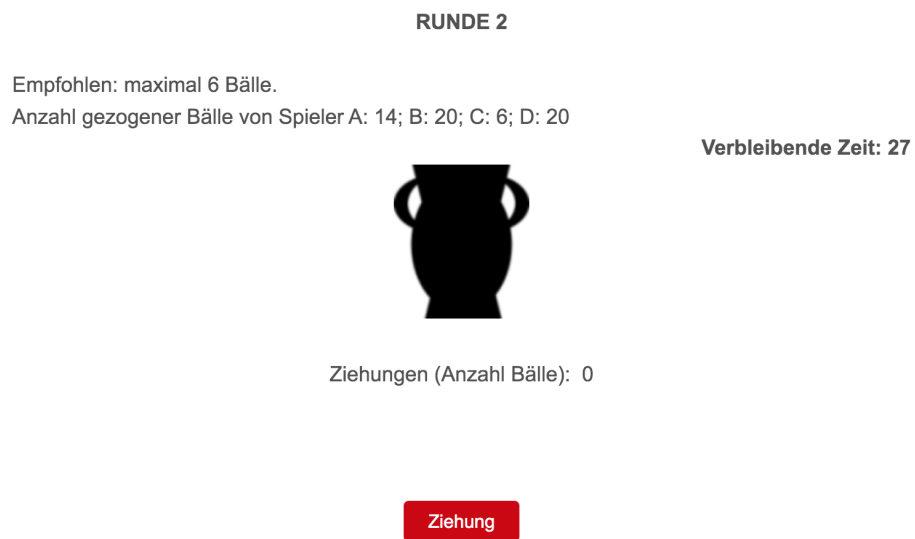 RUNDE 2
Empfohlen: maximal 6 Bälle.
Anzahl gezogener Bälle von Spieler A: 14; B: 20; C: 6; D: 20
Verbleibende Zeit: 27
Ziehungen (Anzahl Bälle): 0
Ziehung